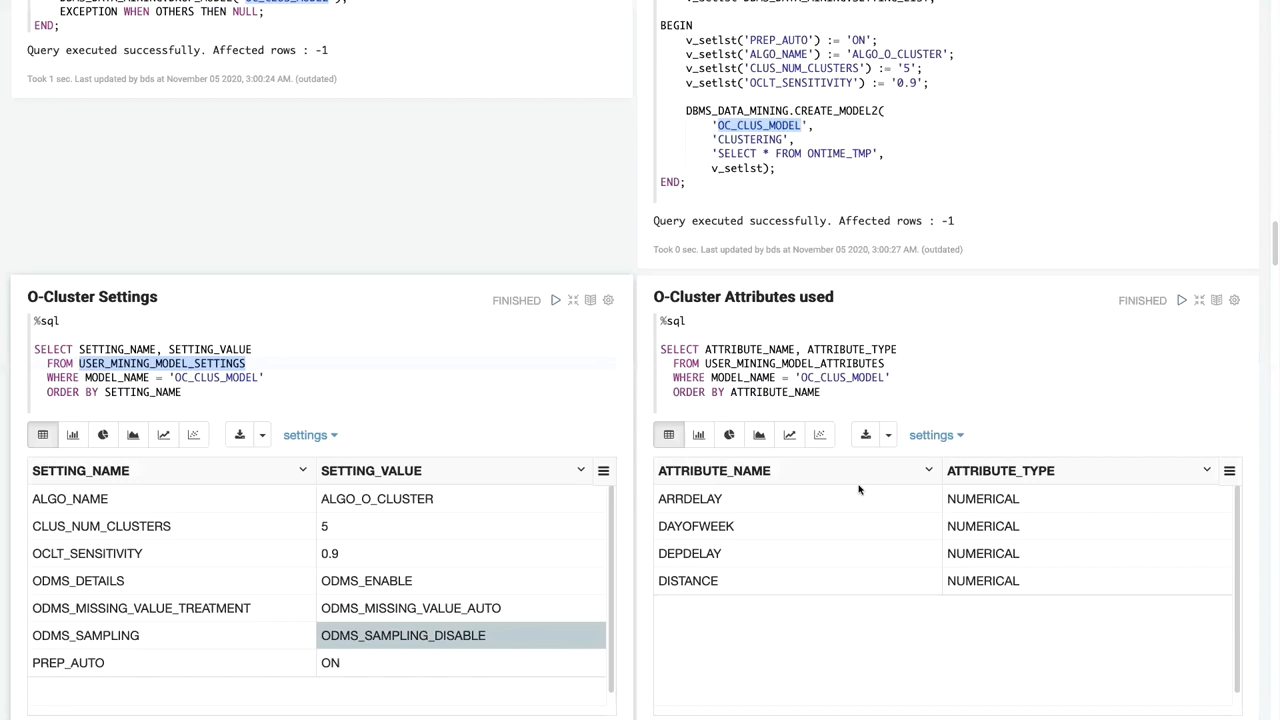 EXCEPTION WHEN OTHERS THEN NULL;
END;
Query executed successfully. Affected rows : -1
Took 1 sec. Last updated by bds at November 05 2020, 3:00:24 AM. (outdated)
BEGIN
v_setlst('PREP_AUTO') := 'ON';
v_setlst('ALGO_NAME') := 'ALGO_O_CLUSTER';
v_setlst('CLUS_NUM_CLUSTERS') := '5';
v_setlst('OCLT_SENSITIVITY') := '0.9';
DBMS_DATA_MINING.CREATE_MODEL2(
'OC_CLUS_MODEL',
'CLUSTERING',
'SELECT * FROM ONTIME_TMP',
v_setlst);
END;
Query executed successfully. Affected rows : -1
Took 0 sec. Last updated by bds at November 05 2020, 3:00:27 AM. (outdated)
O-Cluster Settings
FINISHED
%sql
SELECT SETTING_NAME, SETTING_VALUE
FROM USER_MINING_MODEL_SETTINGS
WHERE MODEL_NAME = 'OC_CLUS_MODEL'
ORDER BY SETTING_NAME
settings
SETTING_NAME SETTING_VALUE
ALGO_NAME ALGO_O_CLUSTER
CLUS_NUM_CLUSTERS 5
OCLT_SENSITIVITY 0.9
ODMS_DETAILS ODMS_ENABLE
ODMS_MISSING_VALUE_TREATMENT ODMS_MISSING_VALUE_AUTO
ODMS_SAMPLING ODMS_SAMPLING_DISABLE
PREP_AUTO ON
O-Cluster Attributes used
FINISHED
%sql
SELECT ATTRIBUTE_NAME, ATTRIBUTE_TYPE
FROM USER_MINING_MODEL_ATTRIBUTES
WHERE MODEL_NAME = 'OC_CLUS_MODEL'
ORDER BY ATTRIBUTE_NAME
settings
ATTRIBUTE_NAME ATTRIBUTE_TYPE
ARRDELAY NUMERICAL
DAYOFWEEK NUMERICAL
DEPDELAY NUMERICAL
DISTANCE NUMERICAL